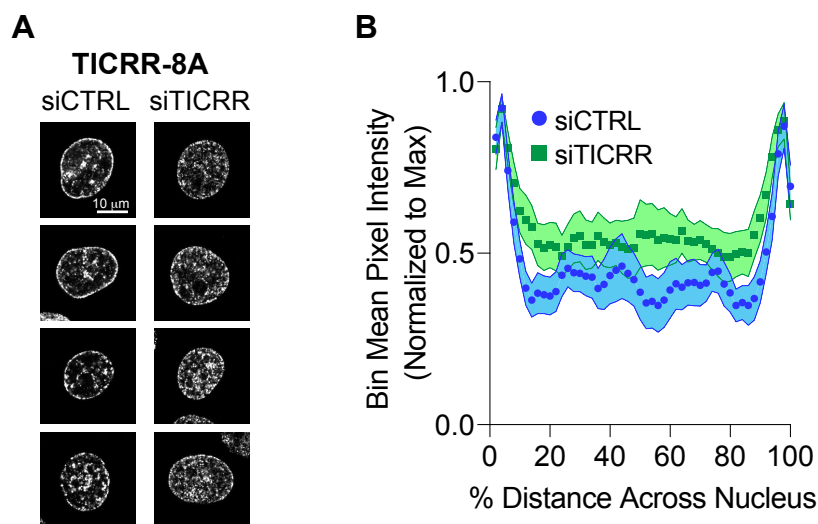 A
TICRR-8A
siCTRL siTICRR
10 μm
B
Bin Mean Pixel Intensity
(Normalized to Max)
1.0
0.5
0.0
siCTRL
siTICRR
0 20 40 60 80 100
% Distance Across Nucleus